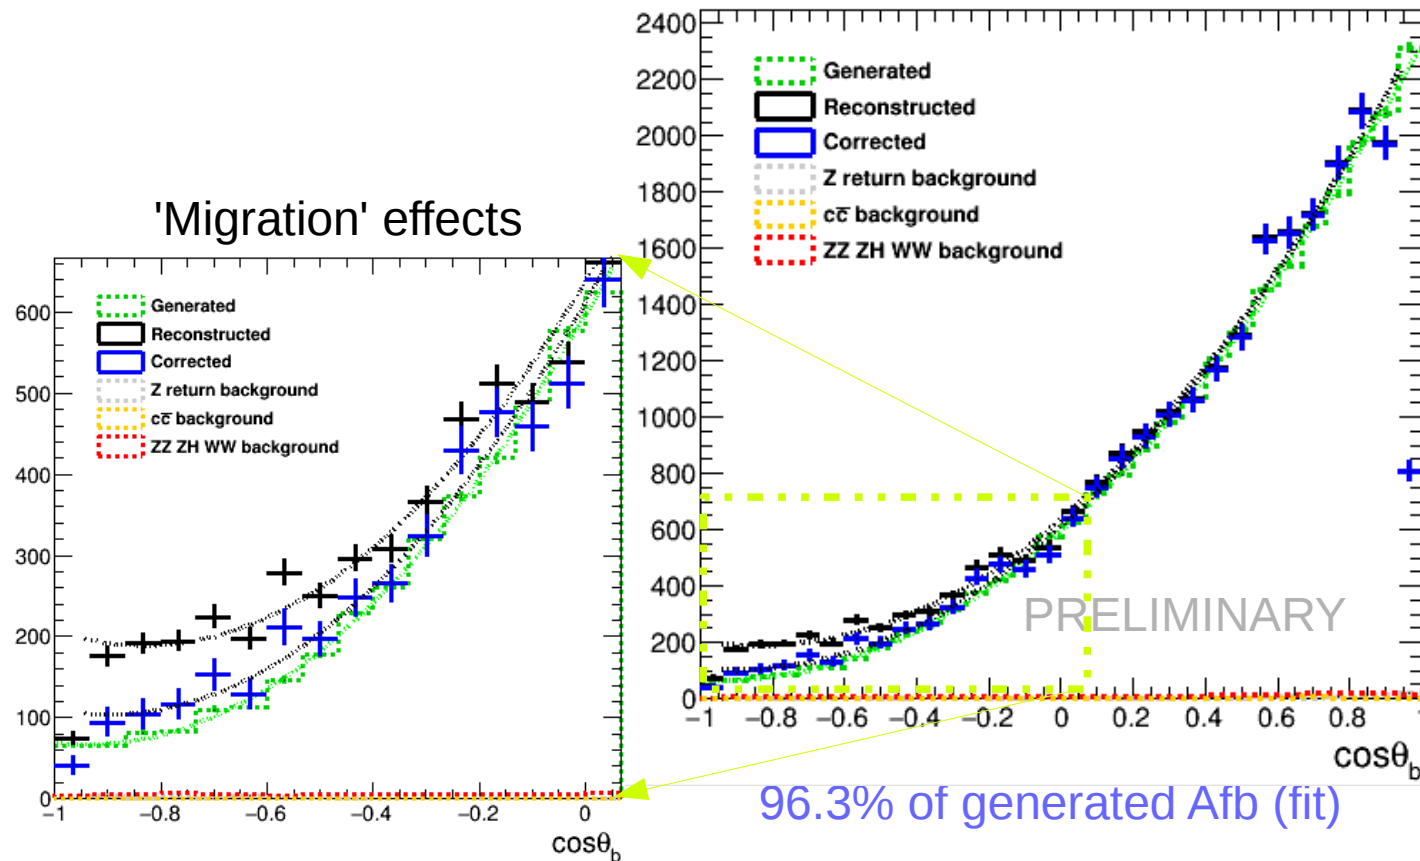 'Migration' effects
Generated
Reconstructed
Corrected
Z return background
cc̅ background
ZZ ZH WW background
600
500
400
300
200
100
0
−1 −0.8 −0.6 −0.4 −0.2 0
cosθb
2400
2200
2000
1800
1600
1400
1200
1000
800
600
400
200
0
Generated
Reconstructed
Corrected
Z return background
cc̅ background
ZZ ZH WW background
PRELIMINARY
−1 −0.8 −0.6 −0.4 −0.2 0 0.2 0.4 0.6 0.8
cosθb
96.3% of generated Afb (fit)